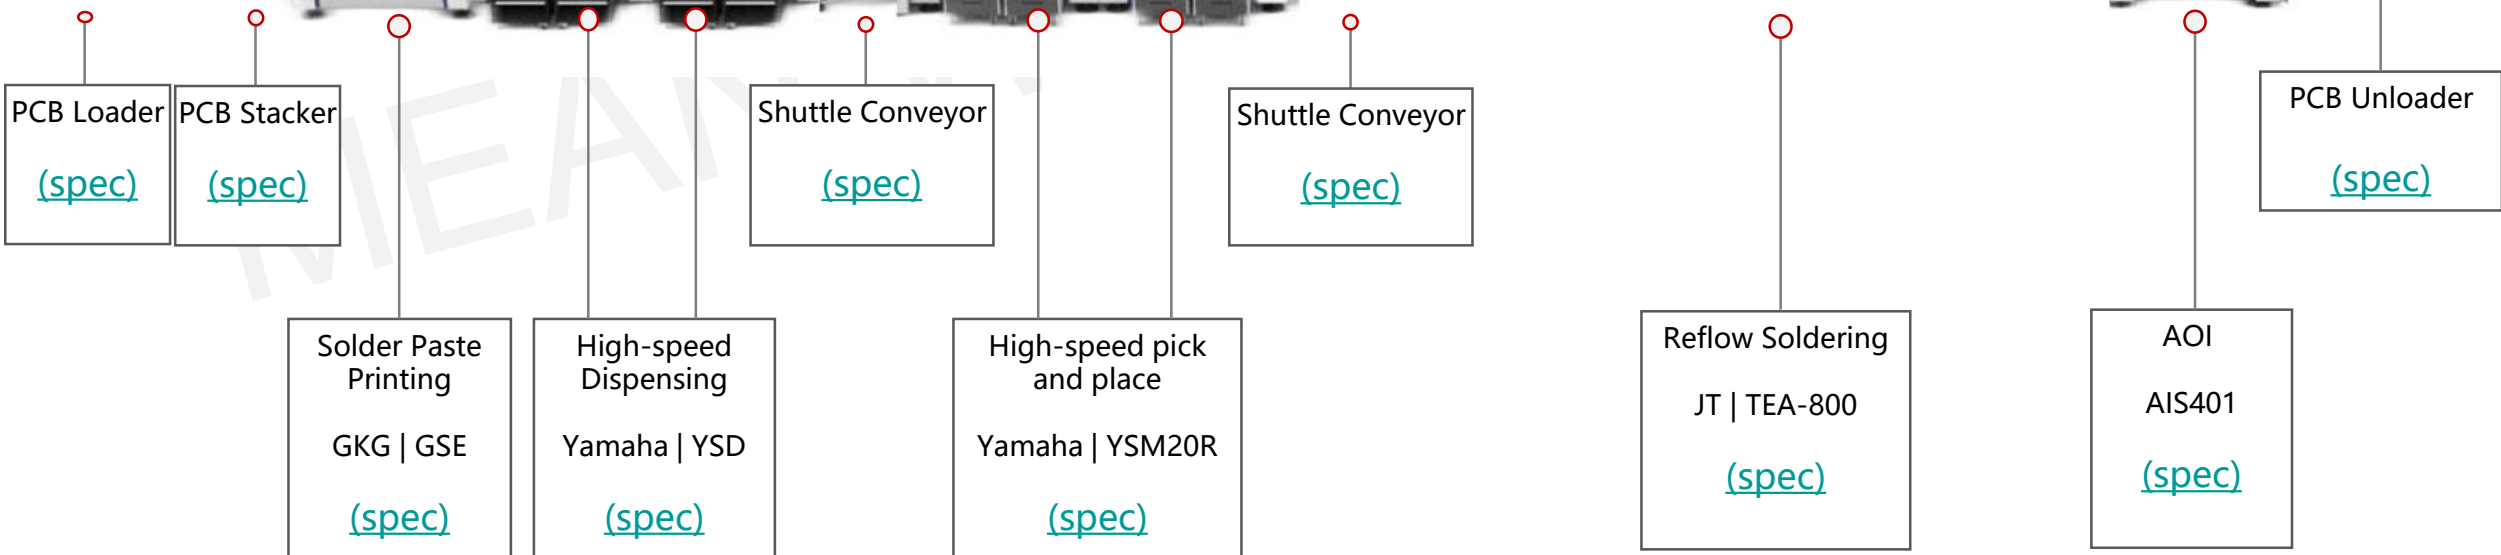 PCB Loader
(spec)
PCB Stacker
(spec)
Solder Paste
Printing
GKG | GSE
(spec)
High-speed
Dispensing
Yamaha | YSD
(spec)
Shuttle Conveyor
(spec)
High-speed pick
and place
Yamaha | YSM20R
(spec)
Shuttle Conveyor
(spec)
Reflow Soldering
JT | TEA-800
(spec)
AOI
AIS401
(spec)
PCB Unloader
(spec)